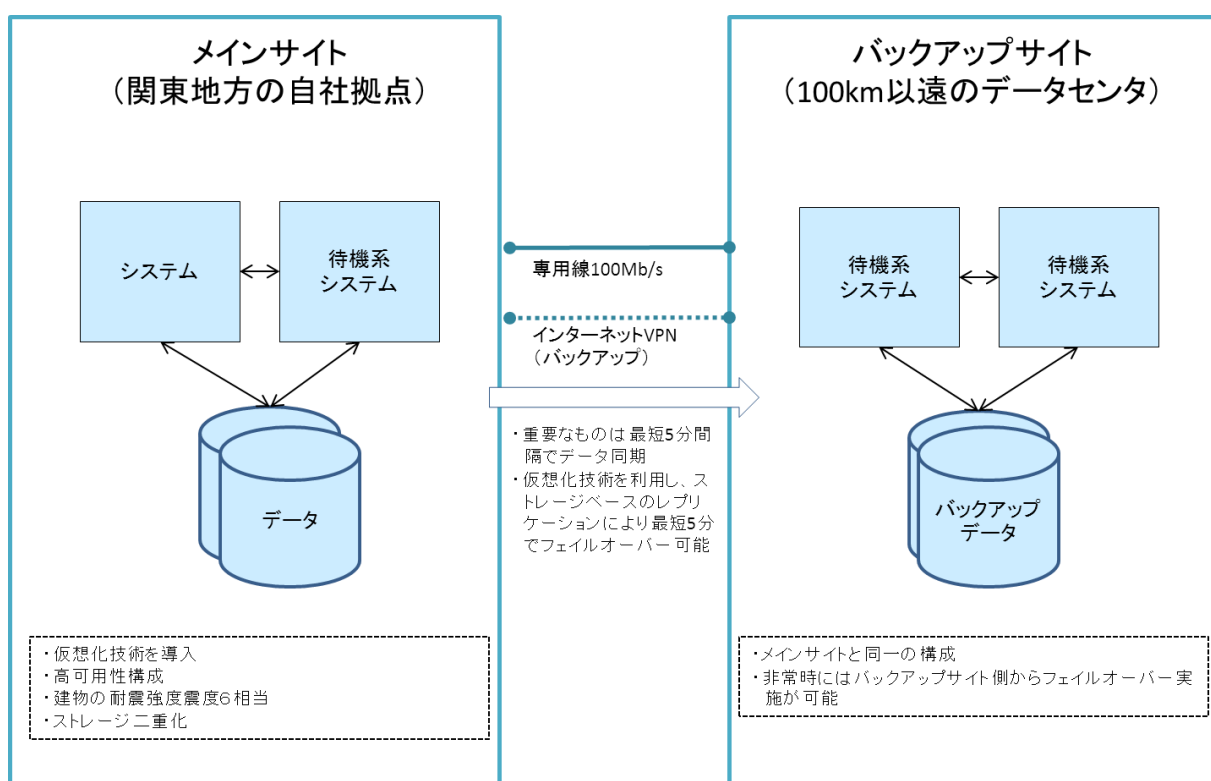 メインサイト
（関東地方の自社拠点）
システム
待機系
システム
データ
・仮想化技術を導入
・高可用性構成
・建物の耐震強度震度６相当
・ストレージ二重化
専用線100Mb/s
インターネットVPN
（バックアップ）
・重要なものは最短5分間
隔でデータ同期
・仮想化技術を利用し、ス
トレージベースのレプリ
ケーションにより最短5分
でフェイルオーバー可能
バックアップサイト
（100km以遠のデータセンタ）
待機系
システム
待機系
システム
バックアップ
データ
・メインサイトと同一の構成
・非常時にはバックアップサイト側からフェイルオーバー実
施が可能